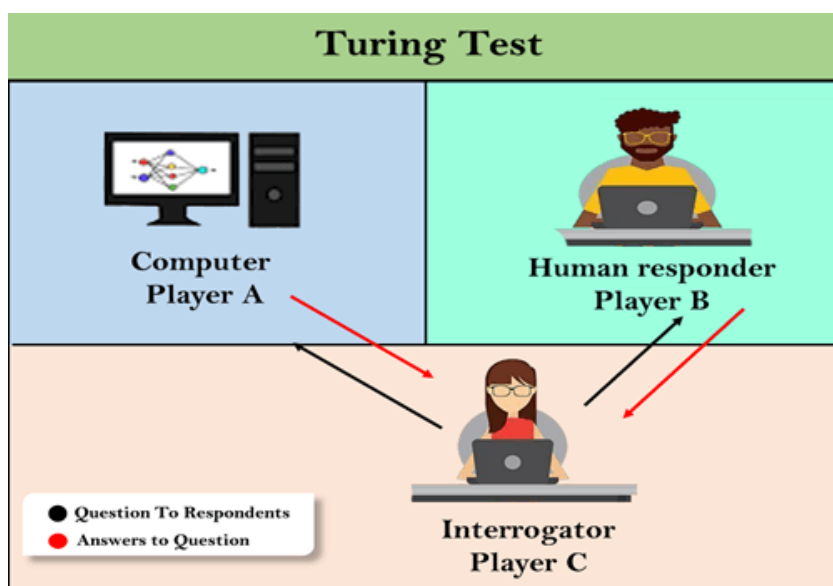 Turing Test
Computer
Player A
Human responder
Player B
Question To Respondents
Answers to Question
Interrogator
Player C